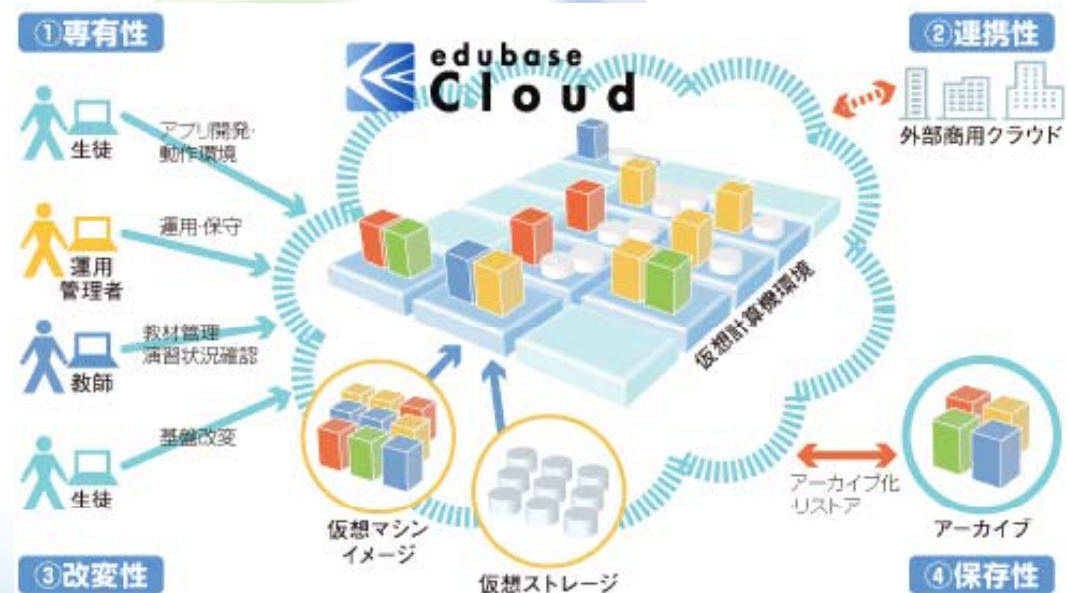 ①専有性
②連携性
edubase
Cloud
生徒
アプリ開発・
動作環境
外部商用クラウド
運用
管理者
運用・保守
仮想計算機環境
教師
教材管理
演習状況確認
生徒
基盤改変
仮想マシン
イメージ
仮想ストレージ
アーカイブ化
・リストア
アーカイブ
③改変性
④保存性